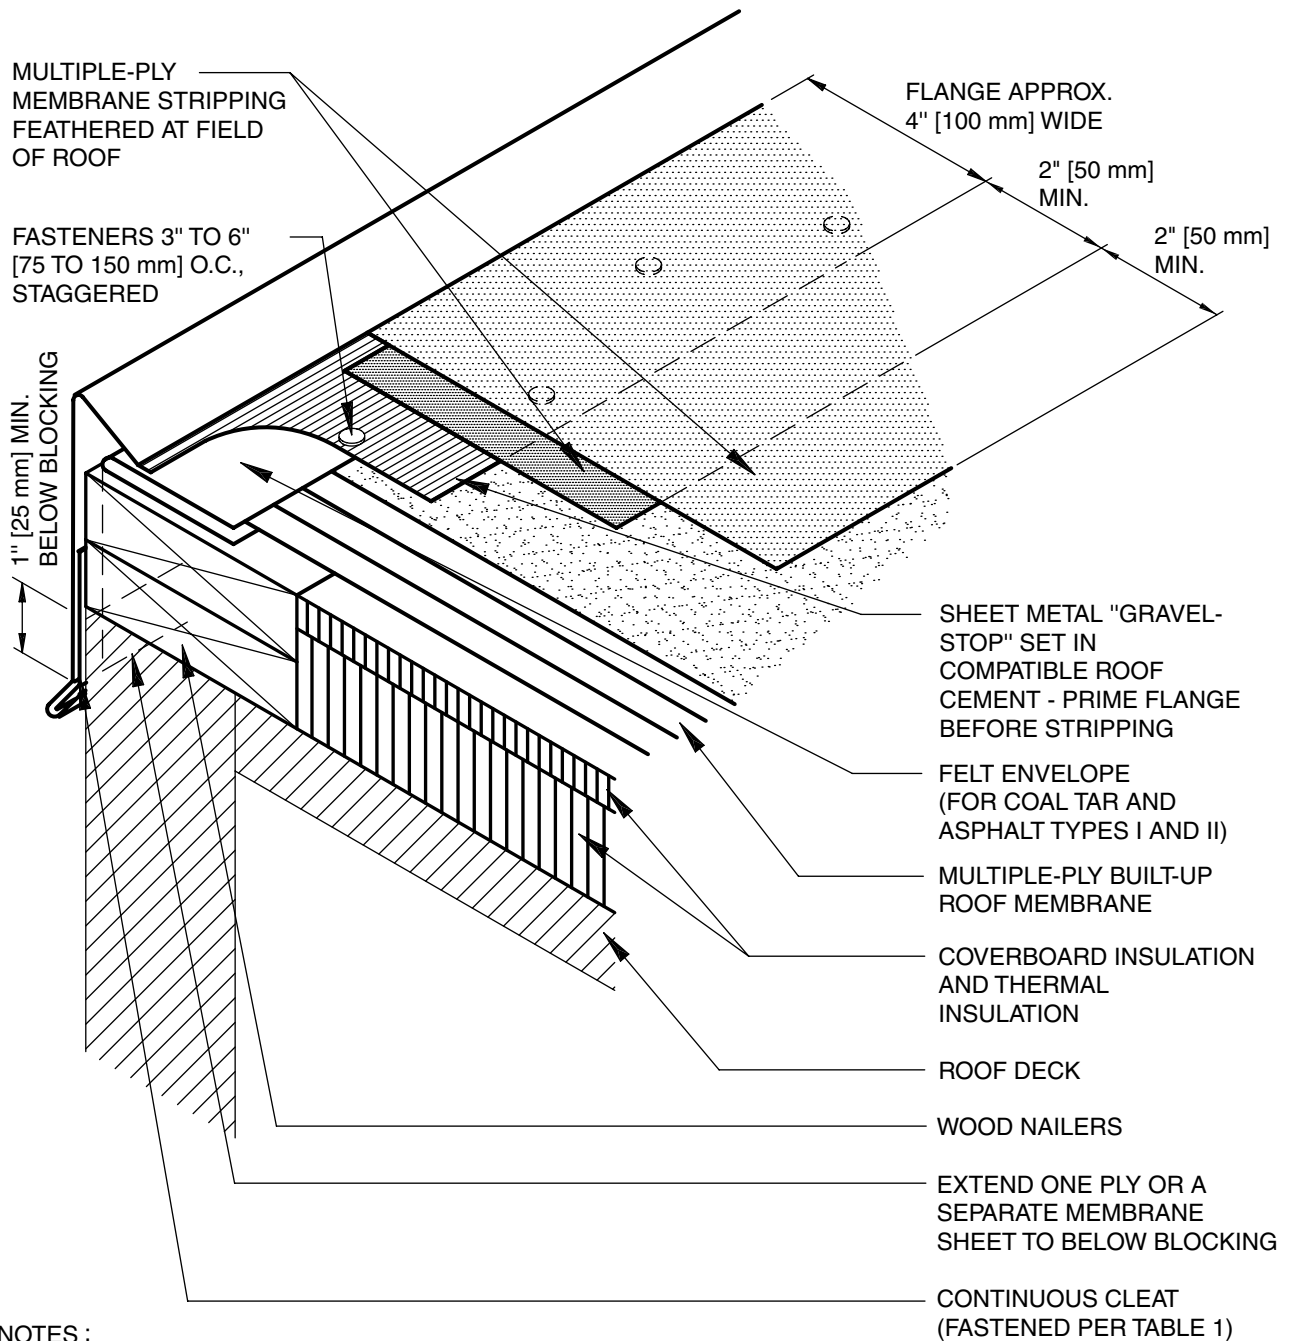 MULTIPLE-PLY
MEMBRANE STRIPPING
FEATHERED AT FIELD
OF ROOF
FLANGE APPROX.
4" [100 mm] WIDE
2" [50 mm]
MIN.
2" [50 mm]
MIN.
FASTENERS 3" TO 6"
[75 TO 150 mm] O.C.,
STAGGERED
1" [25 mm] MIN.
BELOW BLOCKING
SHEET METAL "GRAVEL-
STOP" SET IN
COMPATIBLE ROOF
CEMENT - PRIME FLANGE
BEFORE STRIPPING
FELT ENVELOPE
(FOR COAL TAR AND
ASPHALT TYPES I AND II)
MULTIPLE-PLY BUILT-UP
ROOF MEMBRANE
COVERBOARD INSULATION
AND THERMAL
INSULATION
ROOF DECK
WOOD NAILERS
EXTEND ONE PLY OR A
SEPARATE MEMBRANE
SHEET TO BELOW BLOCKING
CONTINUOUS CLEAT
(FASTENED PER TABLE 1)
NOTES :